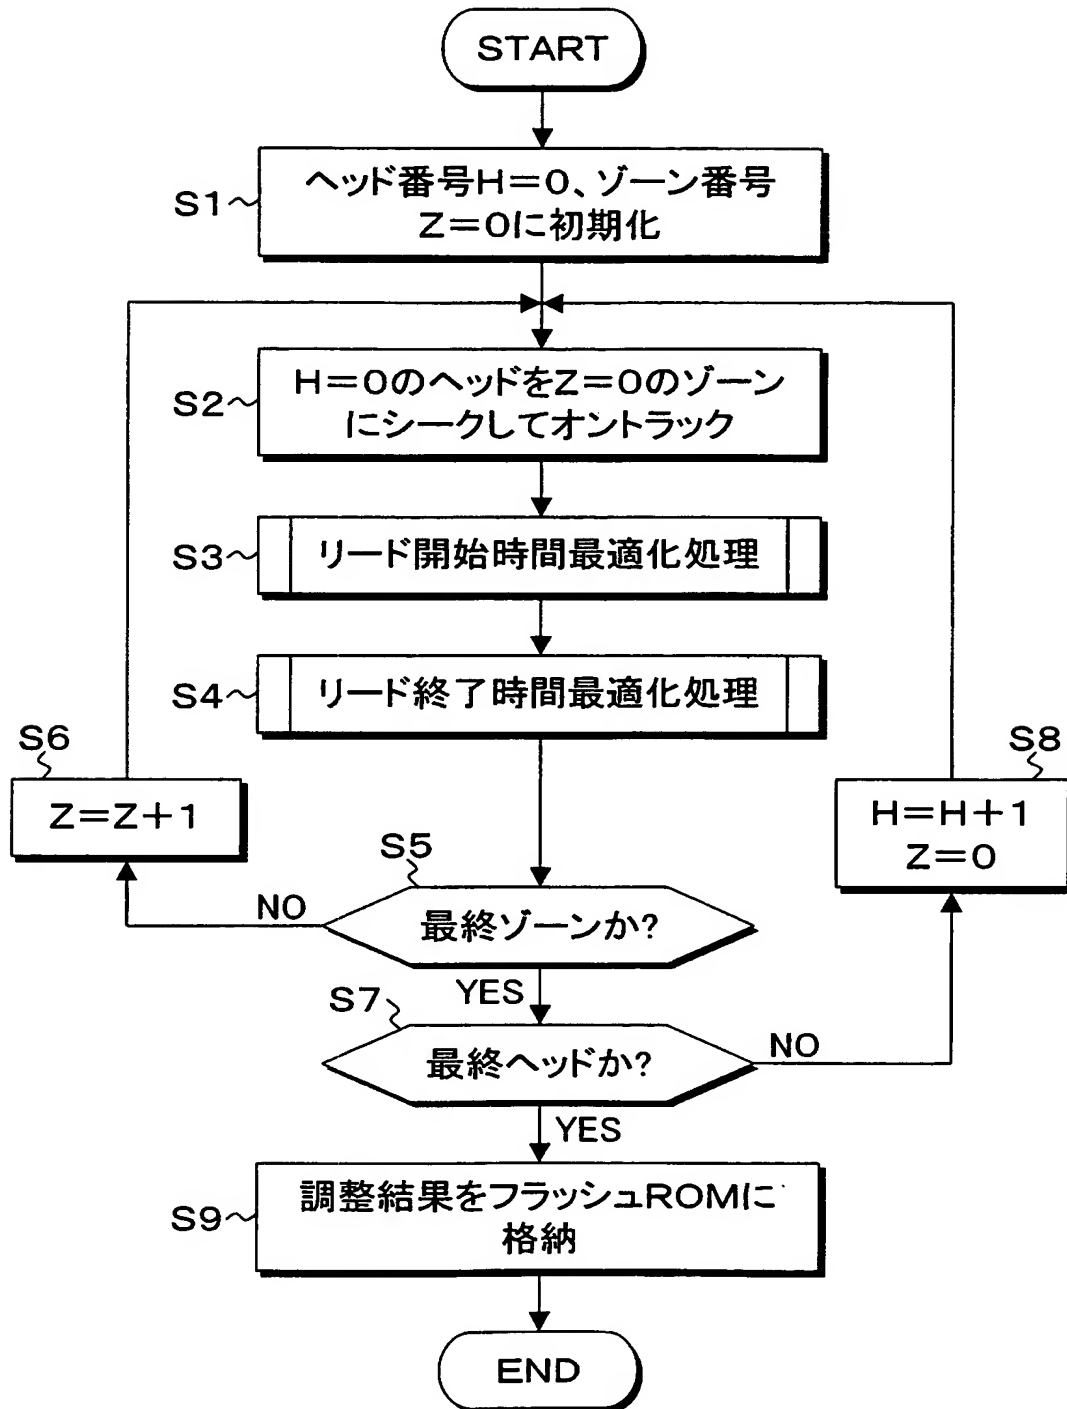 START
S1
ヘッド番号H=0、ゾーン番号
Z=0に初期化
S2
H=0のヘッドをZ=0のゾーン
にシークしてオントラック
S3
リード開始時間最適化処理
S4
リード終了時間最適化処理
S6
Z=Z+1
S8
H=H+1
Z=0
S5
NO
最終ゾーンか?
YES
S7
最終ヘッドか?
NO
YES
S9
調整結果をフラッシュROMに
格納
END